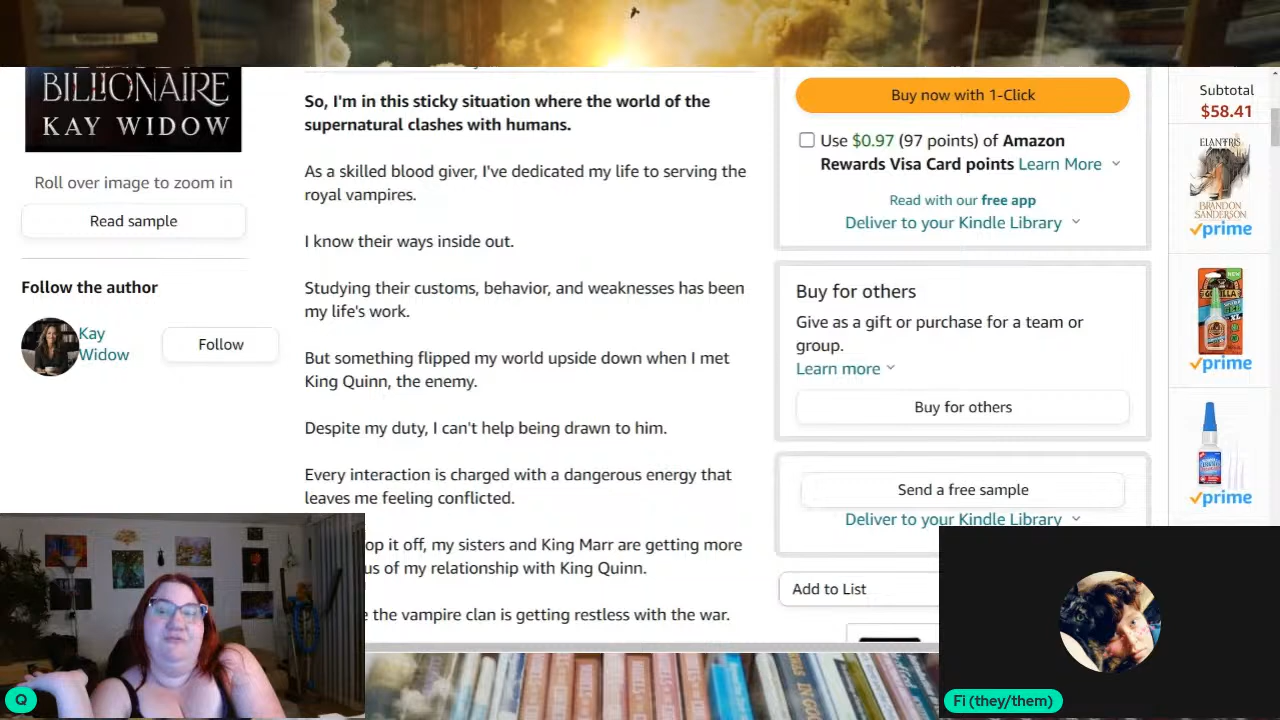 BILLIONAIRE
KAY WIDOW
Roll over image to zoom in
Read sample
Follow the author
Kay
Widow
Follow
So, I'm in this sticky situation where the world of the
supernatural clashes with humans.
As a skilled blood giver, I've dedicated my life to serving the
royal vampires.
I know their ways inside out.
Studying their customs, behavior, and weaknesses has been
my life's work.
But something flipped my world upside down when I met
King Quinn, the enemy.
Despite my duty, I can't help being drawn to him.
Every interaction is charged with a dangerous energy that
leaves me feeling conflicted.
op it off, my sisters and King Marr are getting more
us of my relationship with King Quinn.
the vampire clan is getting restless with the war.
Buy now with 1-Click
Use $0.97 (97 points) of Amazon
Rewards Visa Card points Learn More
Read with our free app
Deliver to your Kindle Library
Buy for others
Give as a gift or purchase for a team or
group.
Learn more
Buy for others
Send a free sample
Deliver to your Kindle Library
Add to List
Subtotal
$58.41
ELANTRIS
BRANDON
SANDERSON
prime
GORILLA
prime
prime
Q
Fi (they/them)